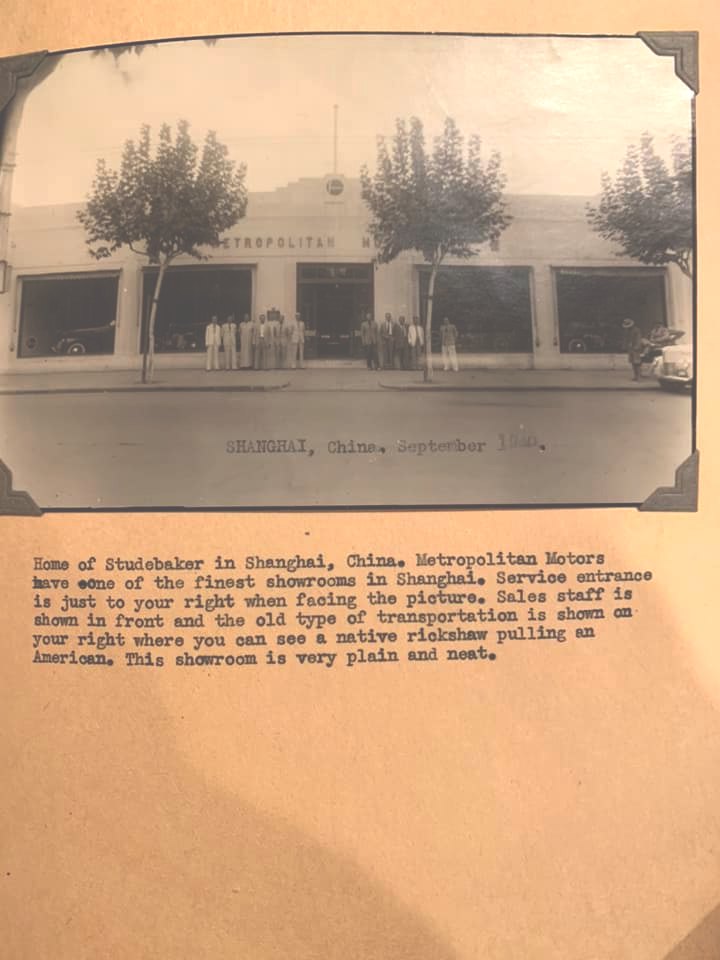 ETROPOLITAN M
SHANGHAI, China. September
Home of Studebaker in Shanghai, China. Metropolitan Motors
have one of the finest showrooms in Shanghai. Service entrance
is just to your right when facing the picture. Sales staff is
shown in front and the old type of transportation is shown on
your right where you can see a native rickshaw pulling an
American. This showroom is very plain and neat.